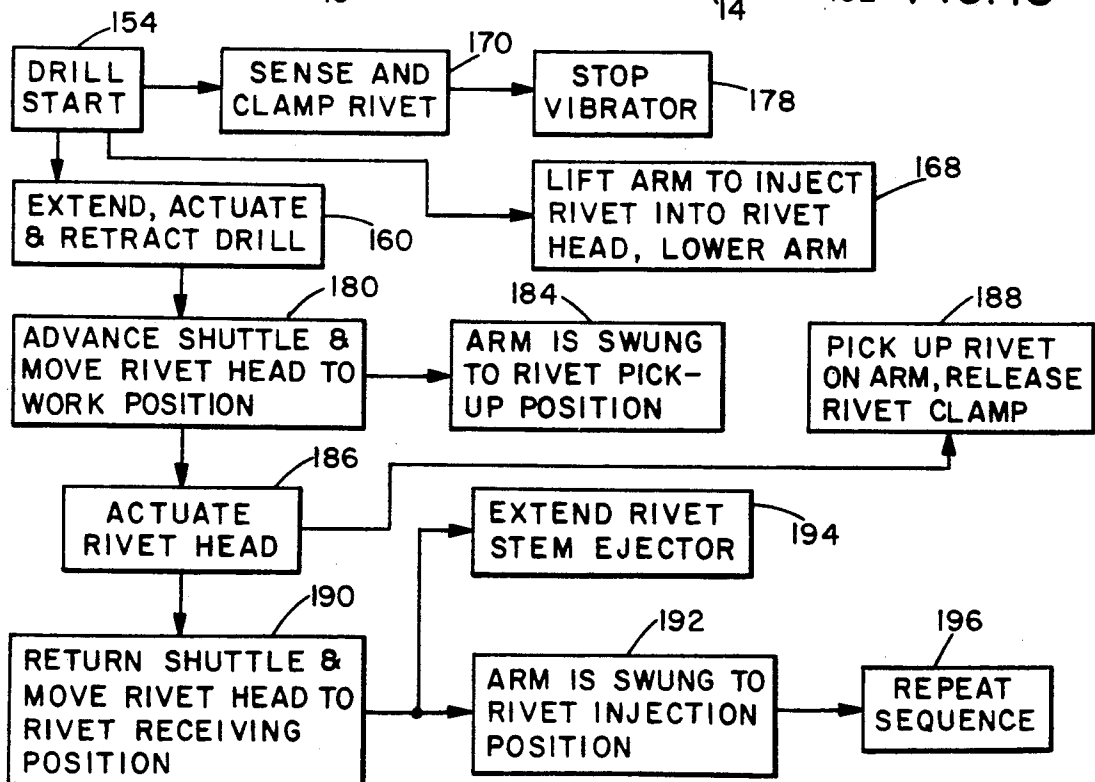 14
154
DRILL
START
170
SENSE AND
CLAMP RIVET
STOP
VIBRATOR
178
EXTEND, ACTUATE
& RETRACT DRILL
160
LIFT ARM TO INJECT
RIVET INTO RIVET
HEAD, LOWER ARM
168
180
ADVANCE SHUTTLE &
MOVE RIVET HEAD TO
WORK POSITION
184
ARM IS SWUNG
TO RIVET PICK-
UP POSITION
188
PICK UP RIVET
ON ARM, RELEASE
RIVET CLAMP
186
ACTUATE
RIVET HEAD
EXTEND RIVET
STEM EJECTOR
194
190
RETURN SHUTTLE &
MOVE RIVET HEAD TO
RIVET RECEIVING
POSITION
192
ARM IS SWUNG TO
RIVET INJECTION
POSITION
196
REPEAT
SEQUENCE